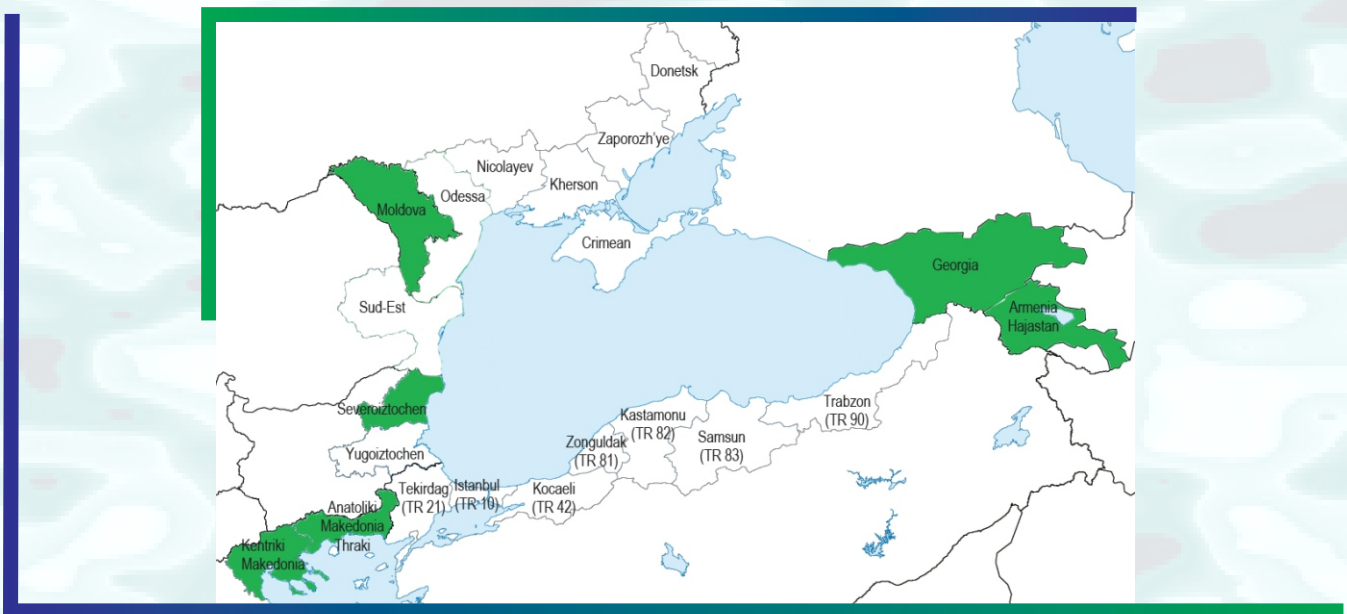 Donetsk
Zaporozh'ye
Nicolayev
Kherson
Odessa
Moldova
Crimean
Georgia
Sud-Est
Armenia
Hajastan
Severoiztochen
Trabzon
(TR 90)
Kastamonu
(TR 82)
Samsun
(TR 83)
Zonguldak
(TR 81)
Yugoiztochen
Tekirdag
(TR 21)
Istanbul
(TR 10)
Kocaeli
(TR 42)
Anatoliki
Makedonia
Thraki
Kentriki
Makedonia